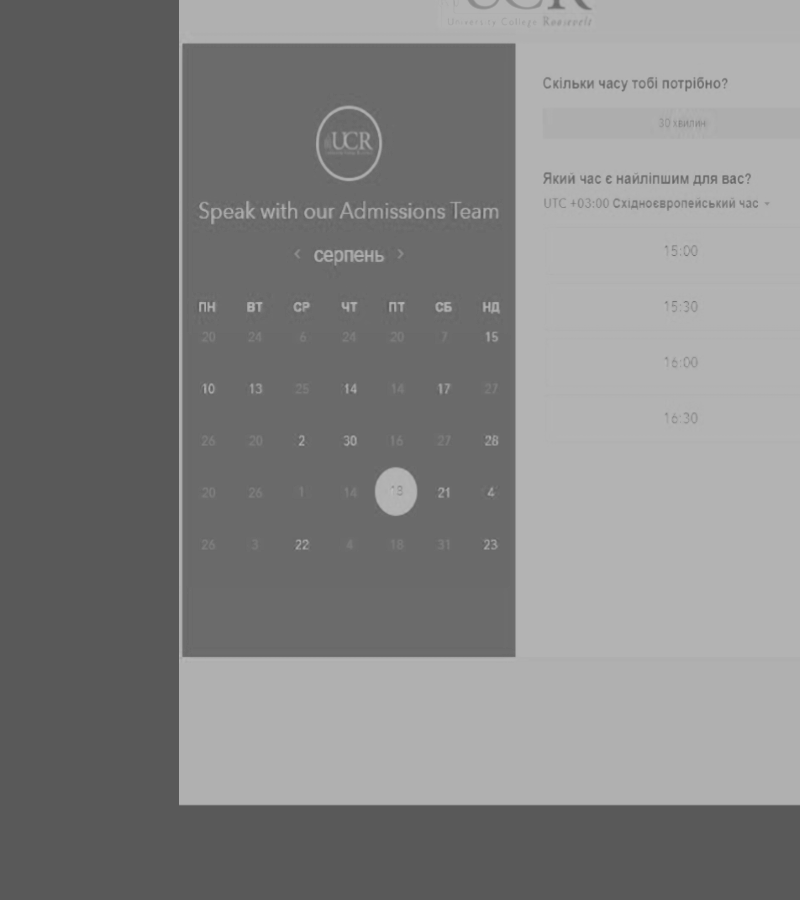 UCR
University College Roosevelt
UCR
Speak with our Admissions Team
‹ серпень ›
ПН ВТ СР ЧТ ПТ СБ НД
20 24 6 24 20 7 15
10 13 25 14 14 17 27
26 20 2 30 16 27 28
20 26 1 14 13 21 4
26 3 22 4 18 31 23
Скільки часу тобі потрібно?
30 хвилин
Який час є найліпшим для вас?
UTC +03:00 Східноєвропейський час
15:00
15:30
16:00
16:30